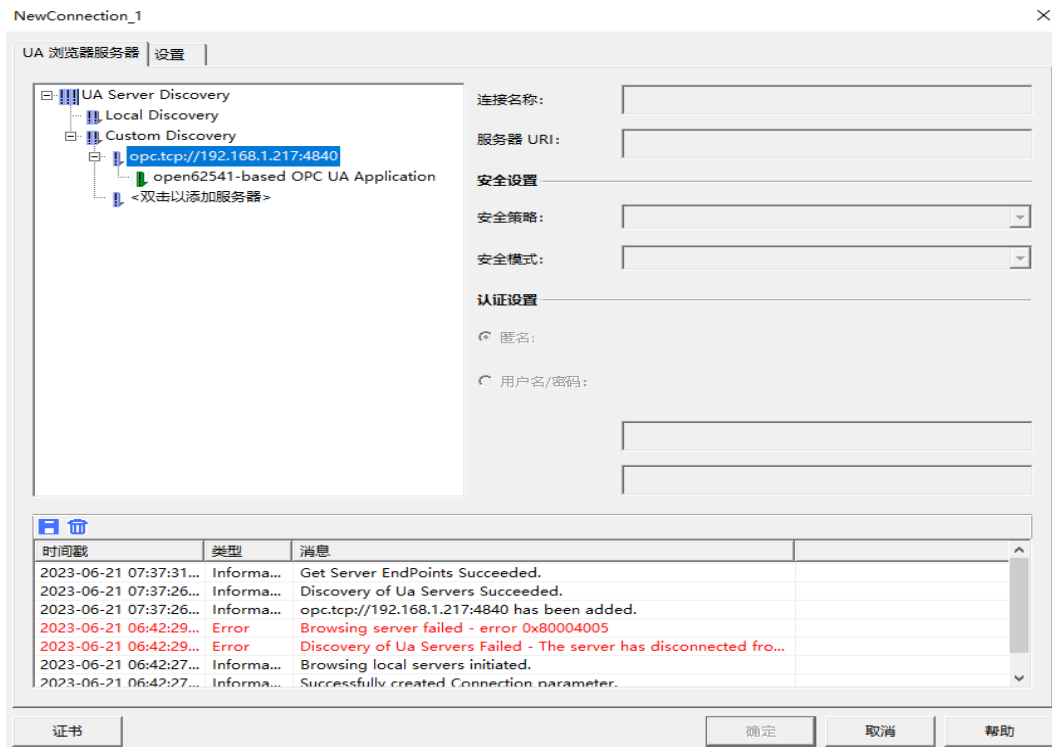 NewConnection_1
UA 浏览器服务器
设置
UA Server Discovery
Local Discovery
Custom Discovery
opc.tcp://192.168.1.217:4840
open62541-based OPC UA Application
<双击以添加服务器>
连接名称:
服务器 URI:
安全设置
安全策略:
安全模式:
认证设置
匿名:
用户名/密码:
时间戳 类型 消息
2023-06-21 07:37:31... Informa... Get Server EndPoints Succeeded.
2023-06-21 07:37:26... Informa... Discovery of Ua Servers Succeeded.
2023-06-21 07:37:26... Informa... opc.tcp://192.168.1.217:4840 has been added.
2023-06-21 06:42:29... Error Browsing server failed - error 0x80004005
2023-06-21 06:42:29... Error Discovery of Ua Servers Failed - The server has disconnected fro...
2023-06-21 06:42:27... Informa... Browsing local servers initiated.
2023-06-21 06:42:27... Informa... Successfully created Connection parameter.
证书 确定 取消 帮助